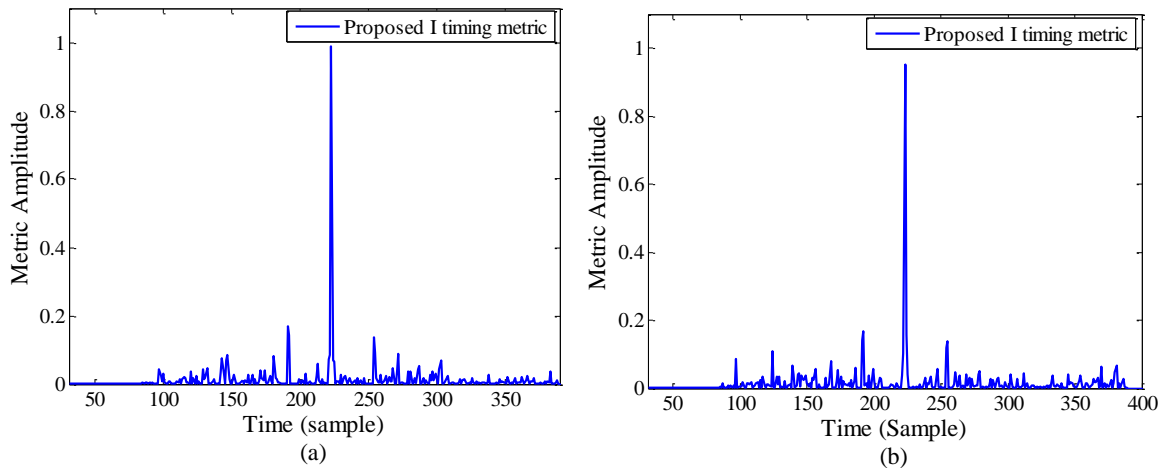 Proposed I timing metric
1
0.8
0.6
0.4
0.2
0
Metric Amplitude
50 100 150 200 250 300 350
Time (sample)
(a)
Proposed I timing metric
1
0.8
0.6
0.4
0.2
0
Metric Amplitude
50 100 150 200 250 300 350 400
Time (Sample)
(b)